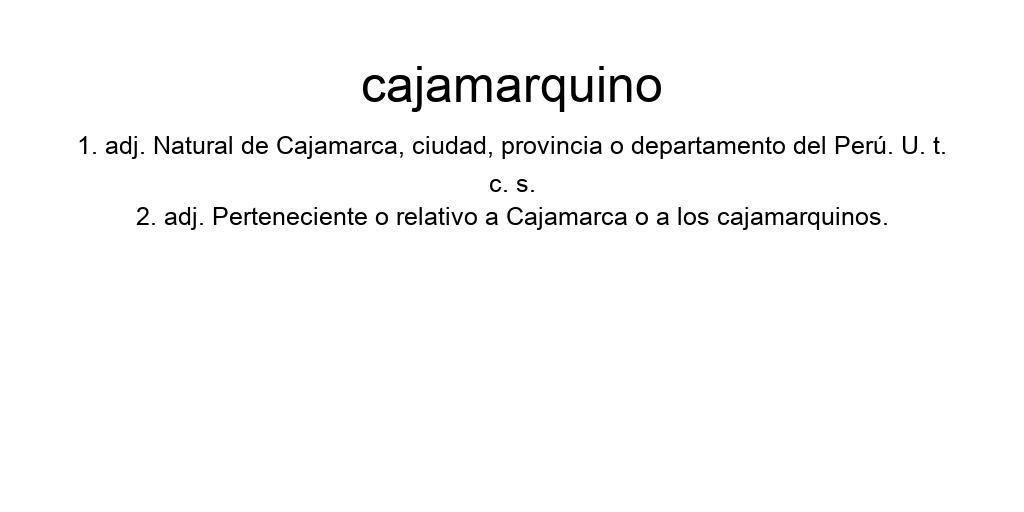 cajamarquino
1. adj. Natural de Cajamarca, ciudad, provincia o departamento del Perú. U. t.
c. s.
2. adj. Perteneciente o relativo a Cajamarca o a los cajamarquinos.